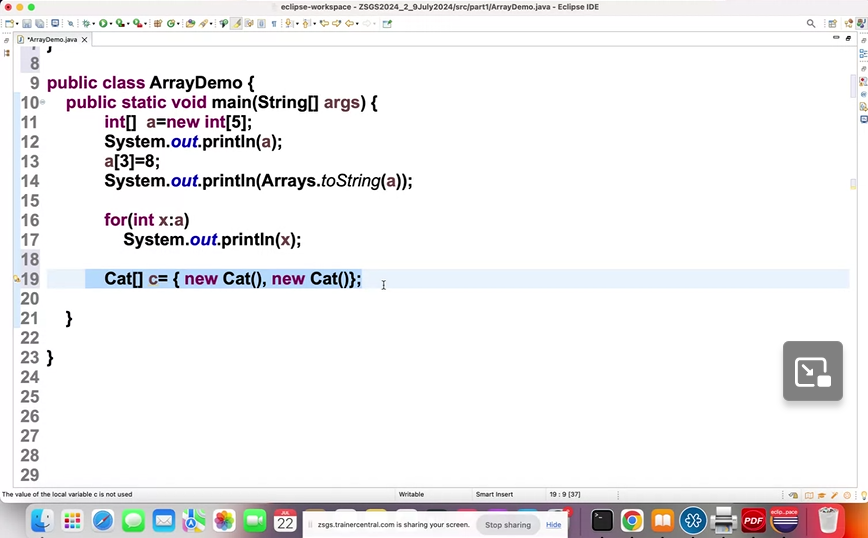 eclipse-workspace - ZSGS2024_2_9July2024/src/part1/ArrayDemo.java - Eclipse IDE
*ArrayDemo.java
7 }
8
9 public class ArrayDemo {
10 public static void main(String[] args) {
11 int[] a=new int[5];
12 System.out.println(a);
13 a[3]=8;
14 System.out.println(Arrays.toString(a));
15
16 for(int x:a)
17 System.out.println(x);
18
19 Cat[] c= { new Cat(), new Cat()};
20
21 }
22
23 }
24
25
26
27
28
29
The value of the local variable c is not used
Writable
Smart Insert
19 : 9 [37]
JUL
22
zsgs.trainercentral.com is sharing your screen.
Stop sharing
Hide
PDF